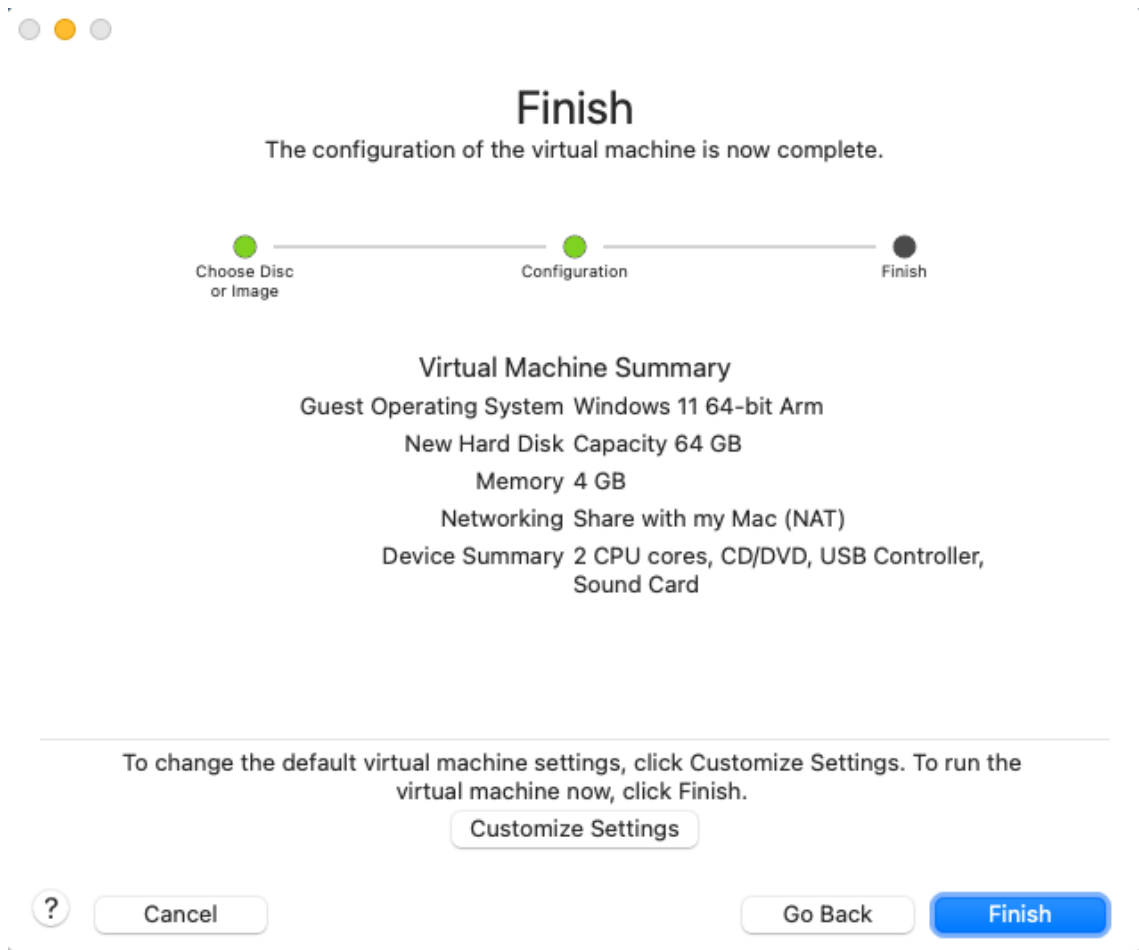 Finish
The configuration of the virtual machine is now complete.
Choose Disc
or Image
Configuration
Finish
Virtual Machine Summary
Guest Operating System Windows 11 64-bit Arm
New Hard Disk Capacity 64 GB
Memory 4 GB
Networking Share with my Mac (NAT)
Device Summary 2 CPU cores, CD/DVD, USB Controller,
Sound Card
To change the default virtual machine settings, click Customize Settings. To run the
virtual machine now, click Finish.
Customize Settings
? Cancel Go Back Finish